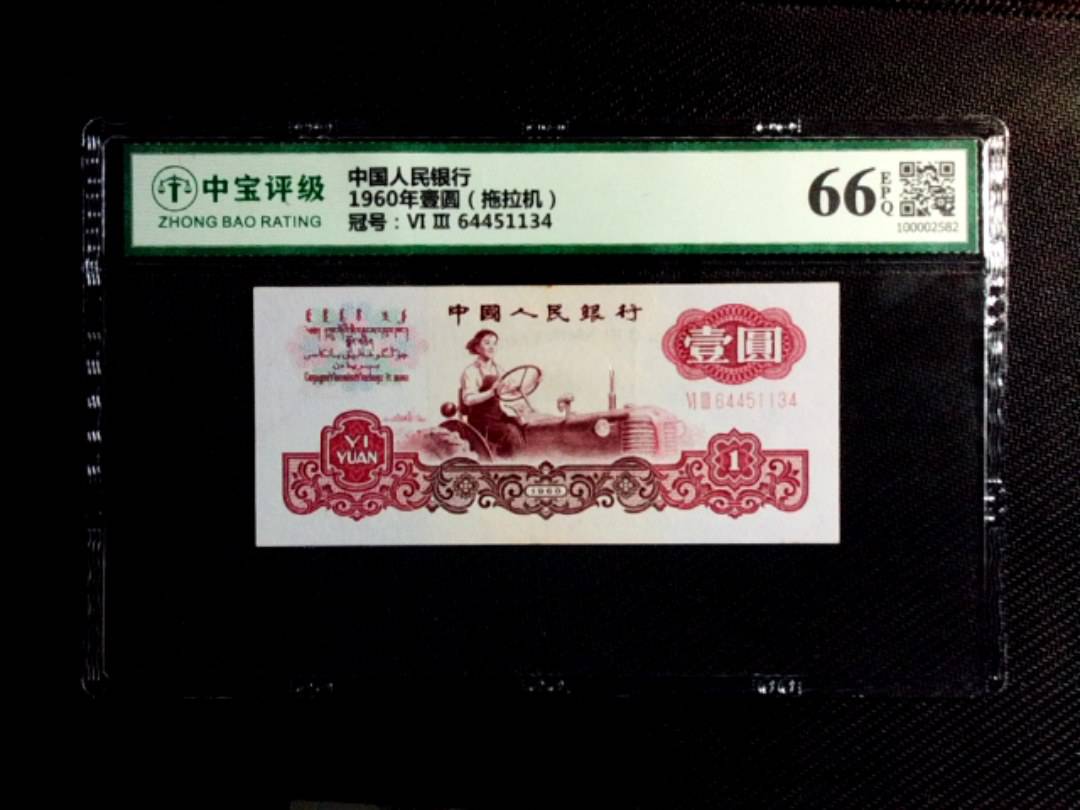 中宝评级
ZHONG BAO RATING
中国人民银行
1960年壹圆(拖拉机)
冠号:Ⅵ Ⅲ 64451134
66
EPQ
100002582
中國人民銀行
壹圓
Ⅵ Ⅲ 64451134
YI
YUAN
1960
1